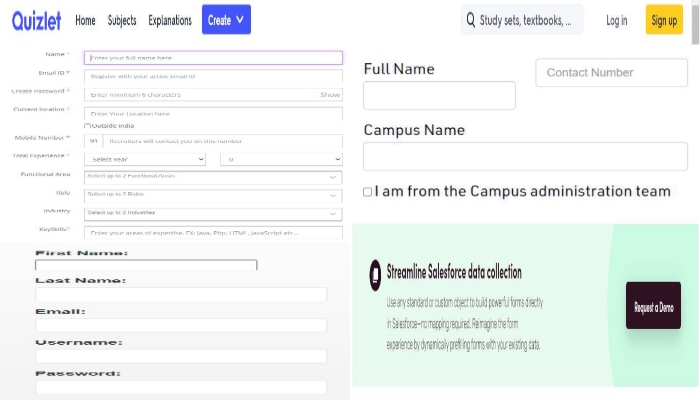 Quizlet Home Subjects Explanations Create Study sets, textbooks, ... Log in Sign up
Name *
Enter your full name here
Email ID *
Register with your active email id
Create Password *
Enter minimum 6 characters Show
Current location *
Enter Your Location here
Outside India
Mobile Number *
91 Recruiters will contact you on this number
Total Experience *
Select Year 0
Functional Area
Select up to 2 Functional Areas
Role
Select up to 2 Roles
Industry
Select up to 2 Industries
KeySkills*
Enter your areas of expertise. EX: Java, Php, HTML, JavaScript etc...
Full Name
Contact Number
Campus Name
I am from the Campus administration team
First Name:
Last Name:
Email:
Username:
Password:
Streamline Salesforce data collection
Use any standard or custom object to build powerful forms directly
in Salesforce—no mapping required. Reimagine the form
experience by dynamically prefilling forms with your existing data.
Request a Demo